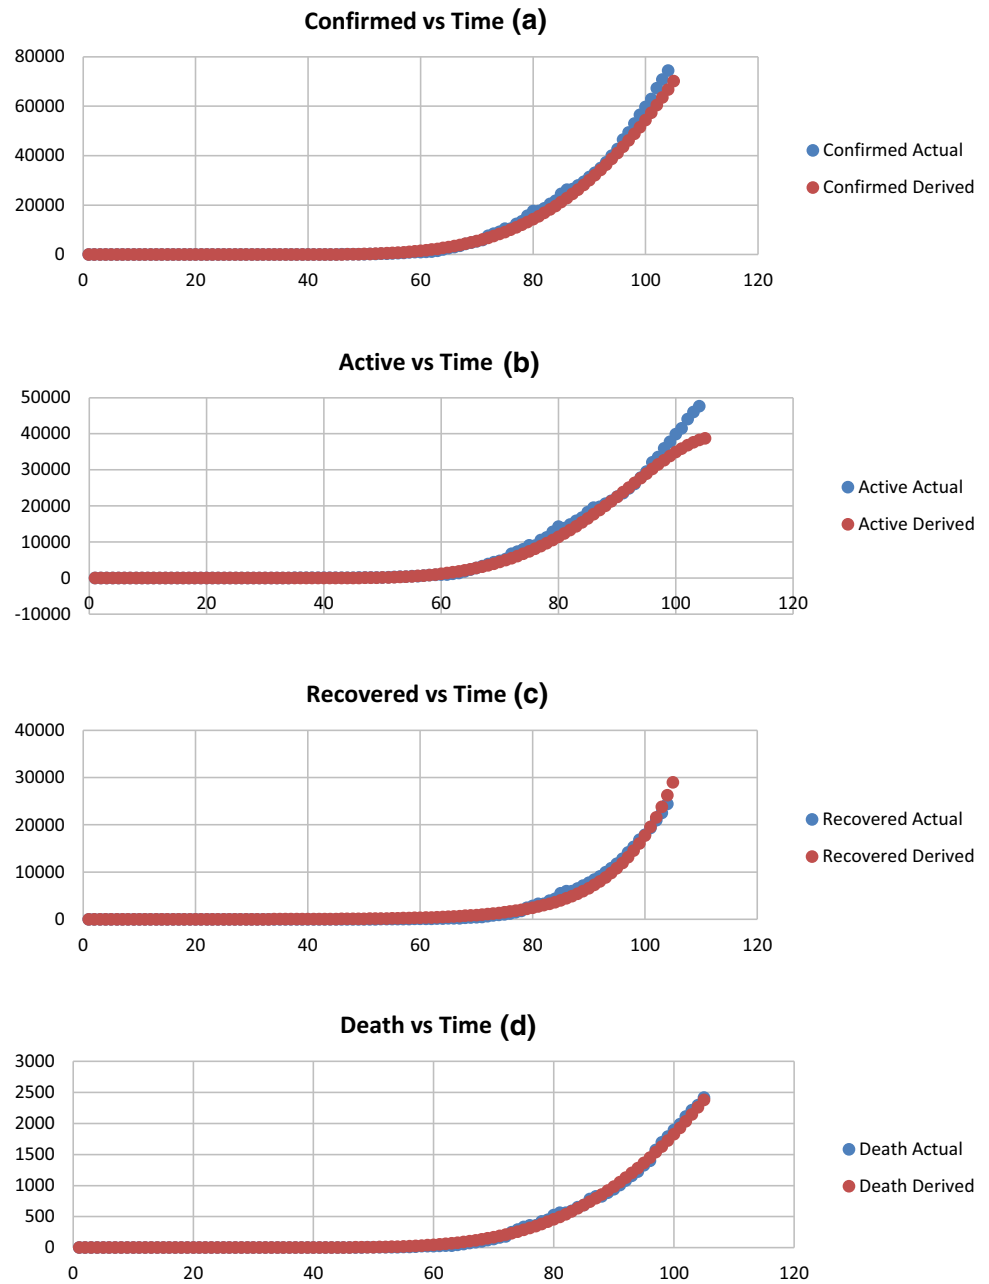 Confirmed vs Time (a)
80000
60000
40000
20000
0
0 20 40 60 80 100 120
Confirmed Actual
Confirmed Derived
Active vs Time (b)
50000
40000
30000
20000
10000
0
-10000
0 20 40 60 80 100 120
Active Actual
Active Derived
Recovered vs Time (c)
40000
30000
20000
10000
0
0 20 40 60 80 100 120
Recovered Actual
Recovered Derived
Death vs Time (d)
3000
2500
2000
1500
1000
500
0
0 20 40 60 80 100 120
Death Actual
Death Derived